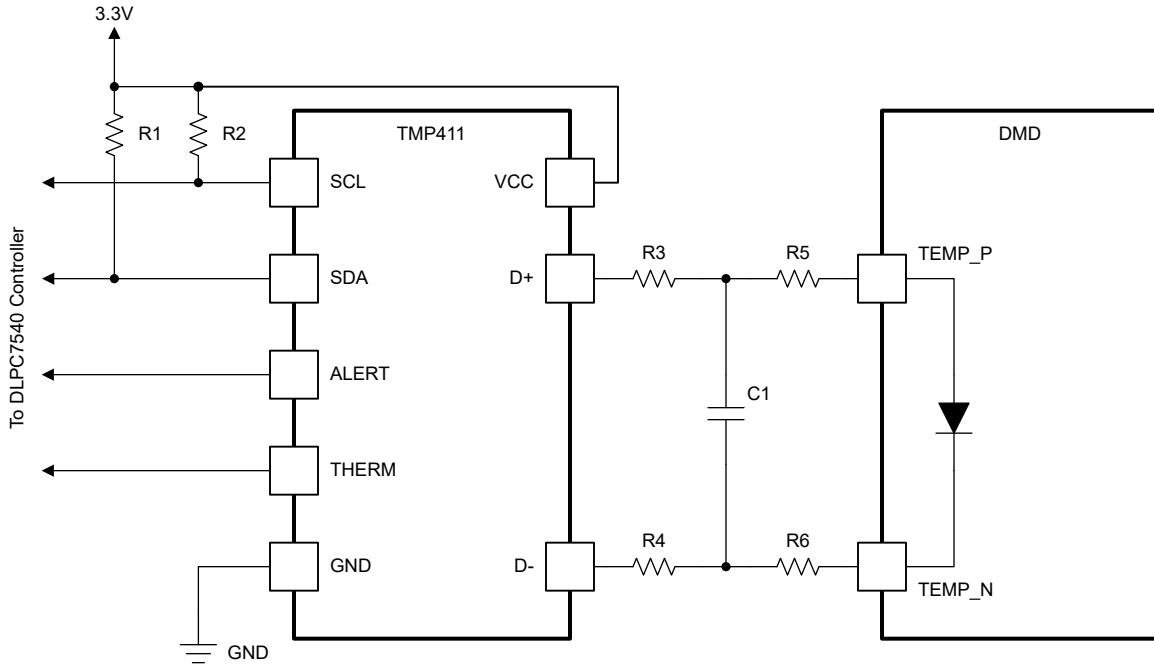 3.3V
R1
R2
TMP411
DMD
SCL
VCC
To DLPC7540 Controller
SDA
D+
R3
R5
TEMP_P
ALERT
C1
THERM
GND
D-
R4
R6
TEMP_N
GND